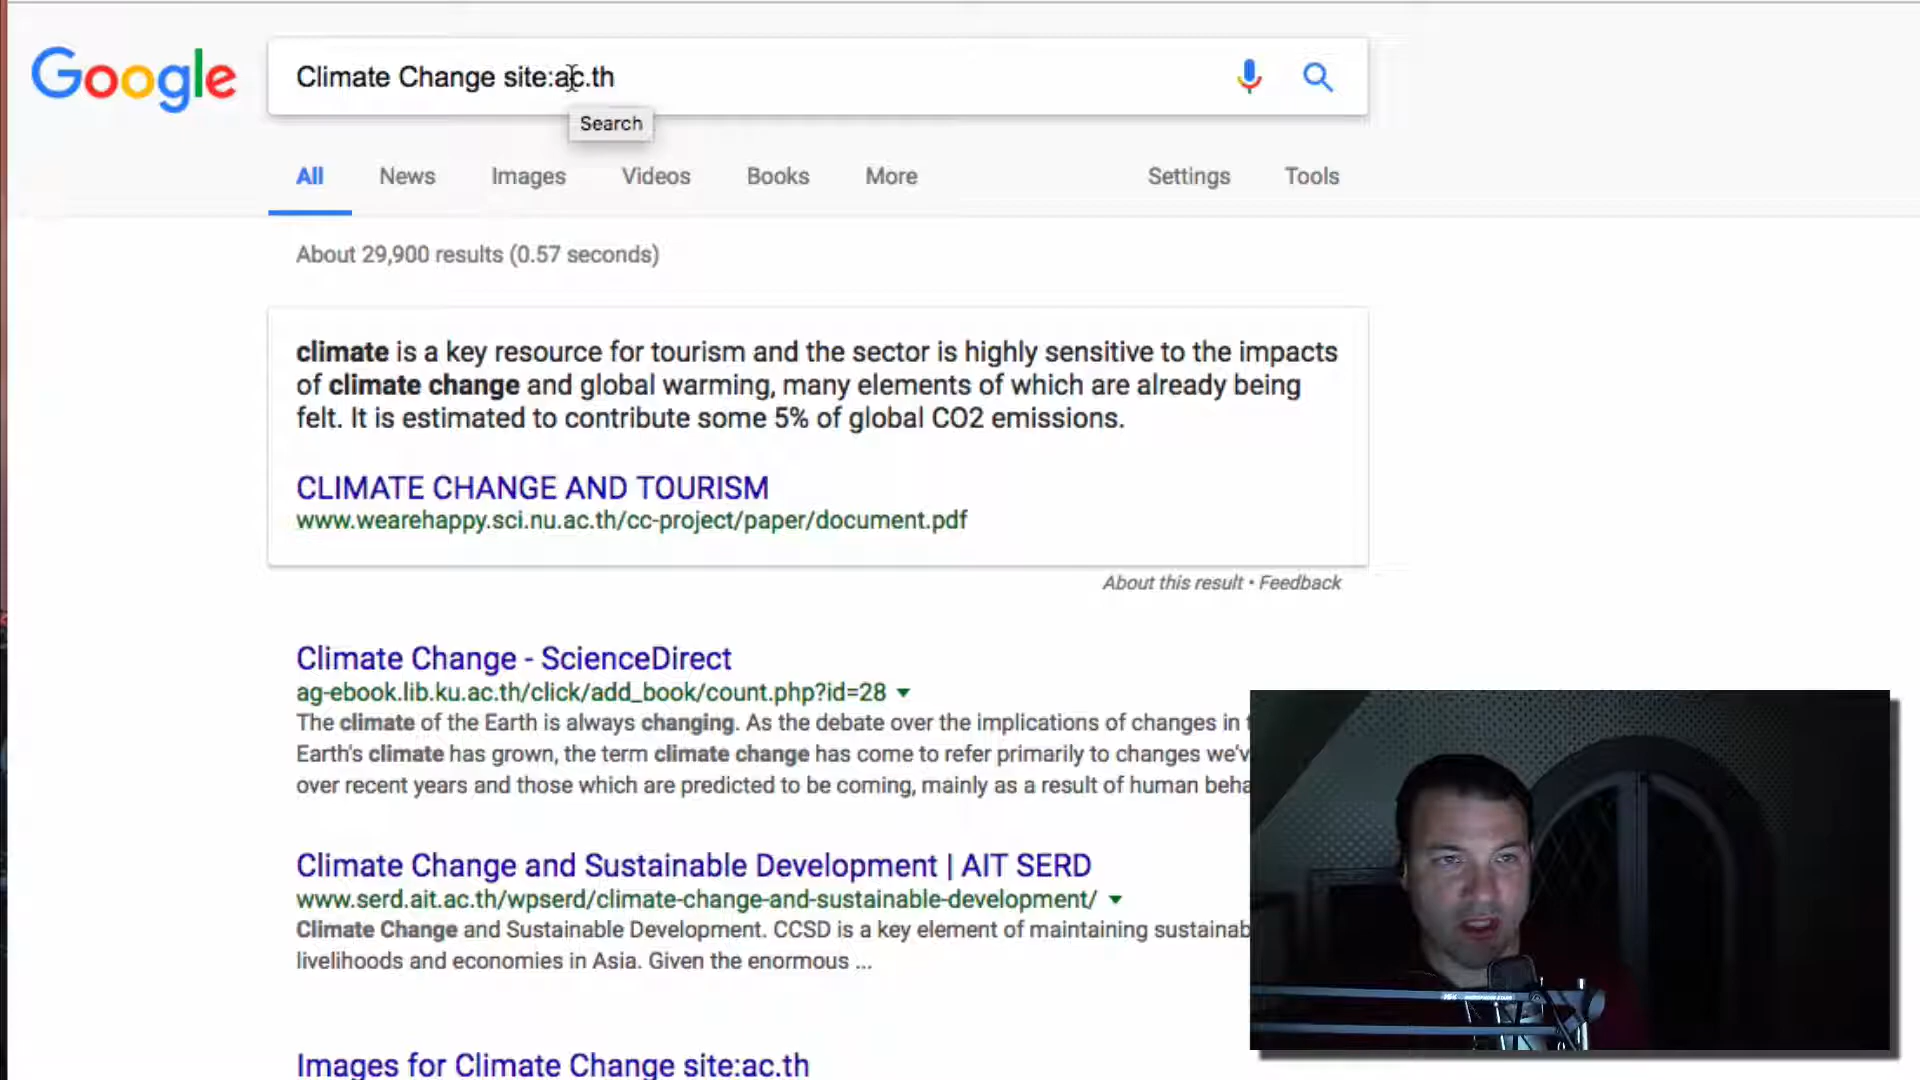 Google
Climate Change site:ac.th
Search
All News Images Videos Books More Settings Tools
About 29,900 results (0.57 seconds)
climate is a key resource for tourism and the sector is highly sensitive to the impacts
of climate change and global warming, many elements of which are already being
felt. It is estimated to contribute some 5% of global CO2 emissions.
CLIMATE CHANGE AND TOURISM
www.wearehappy.sci.nu.ac.th/cc-project/paper/document.pdf
About this result • Feedback
Climate Change - ScienceDirect
ag-ebook.lib.ku.ac.th/click/add_book/count.php?id=28
The climate of the Earth is always changing. As the debate over the implications of changes in
Earth's climate has grown, the term climate change has come to refer primarily to changes we'v
over recent years and those which are predicted to be coming, mainly as a result of human beha
Climate Change and Sustainable Development | AIT SERD
www.serd.ait.ac.th/wpserd/climate-change-and-sustainable-development/
Climate Change and Sustainable Development. CCSD is a key element of maintaining sustainab
livelihoods and economies in Asia. Given the enormous ...
Images for Climate Change site:ac.th